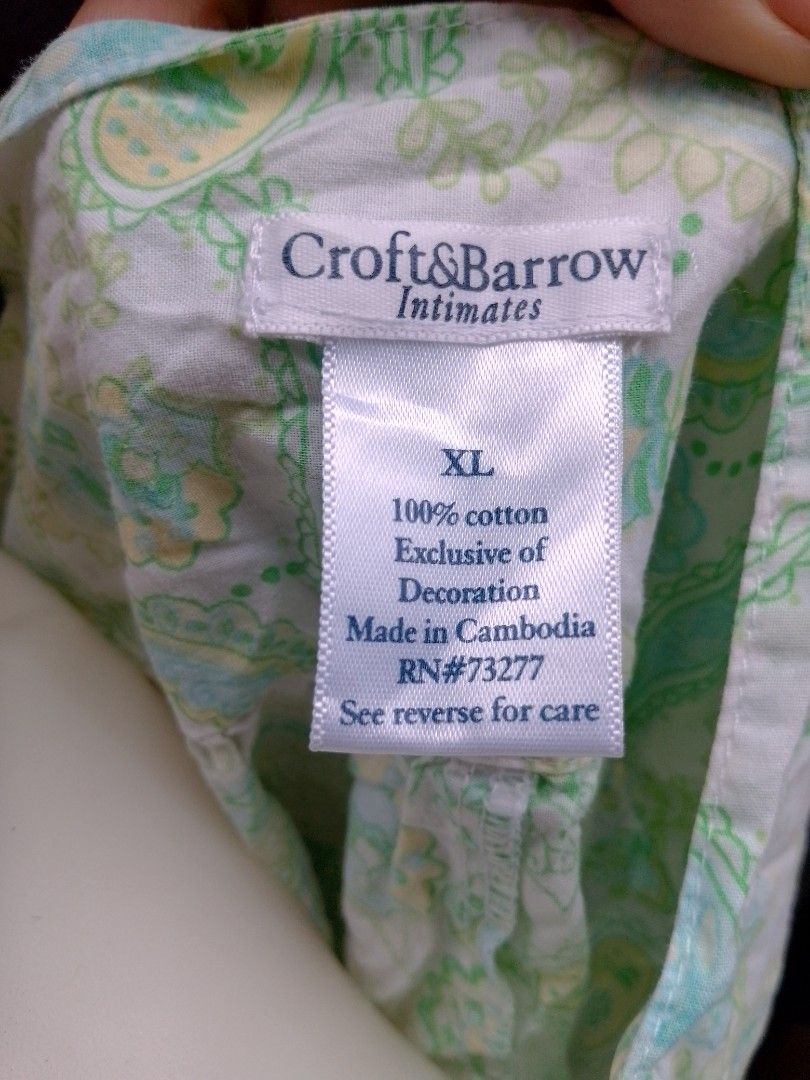 Croft&Barrow
Intimates
XL
100% cotton
Exclusive of
Decoration
Made in Cambodia
RN#73277
See reverse for care